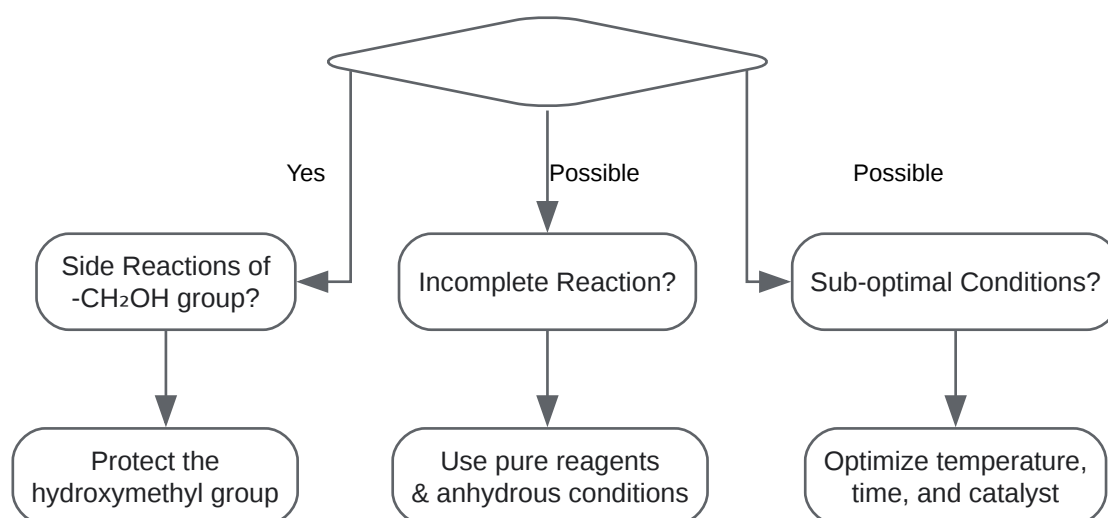 Yes
Possible
Possible
Side Reactions of
-CH₂OH group?
Incomplete Reaction?
Sub-optimal Conditions?
Protect the
hydroxymethyl group
Use pure reagents
& anhydrous conditions
Optimize temperature,
time, and catalyst